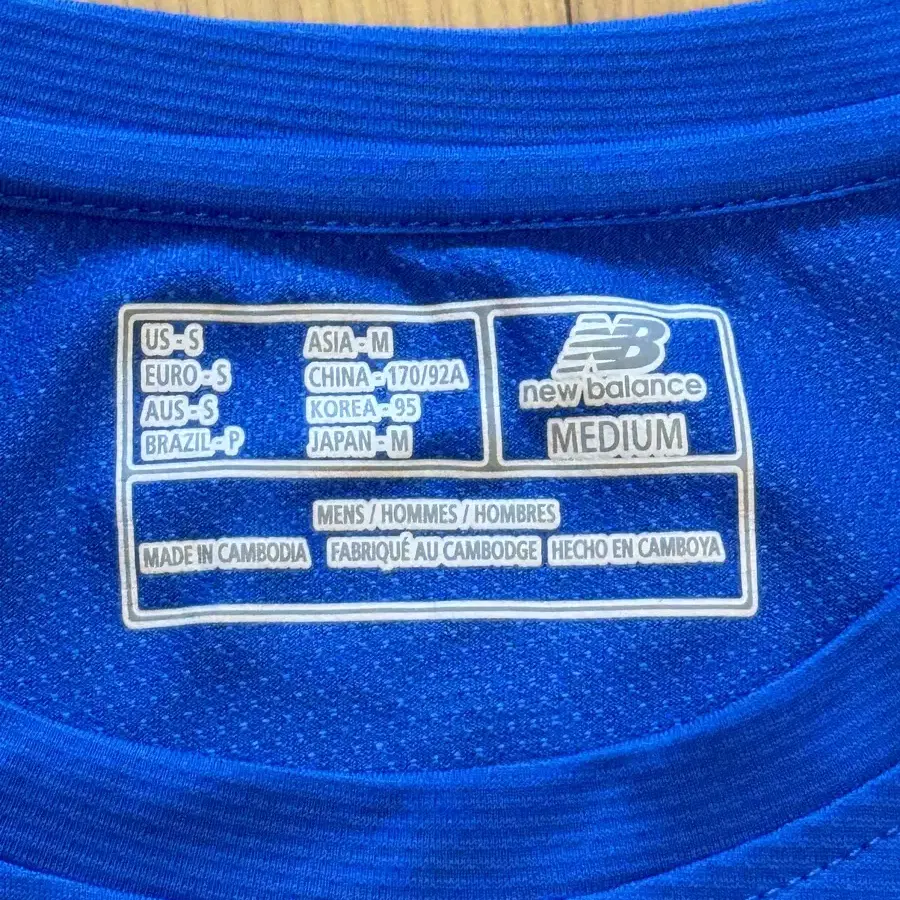 US - S
EURO - S
AUS - S
BRAZIL - P
ASIA - M
CHINA - 170/92A
KOREA - 95
JAPAN - M
NB
new balance
MEDIUM
MENS / HOMMES / HOMBRES
MADE IN CAMBODIA FABRIQUÉ AU CAMBODGE HECHO EN CAMBOYA